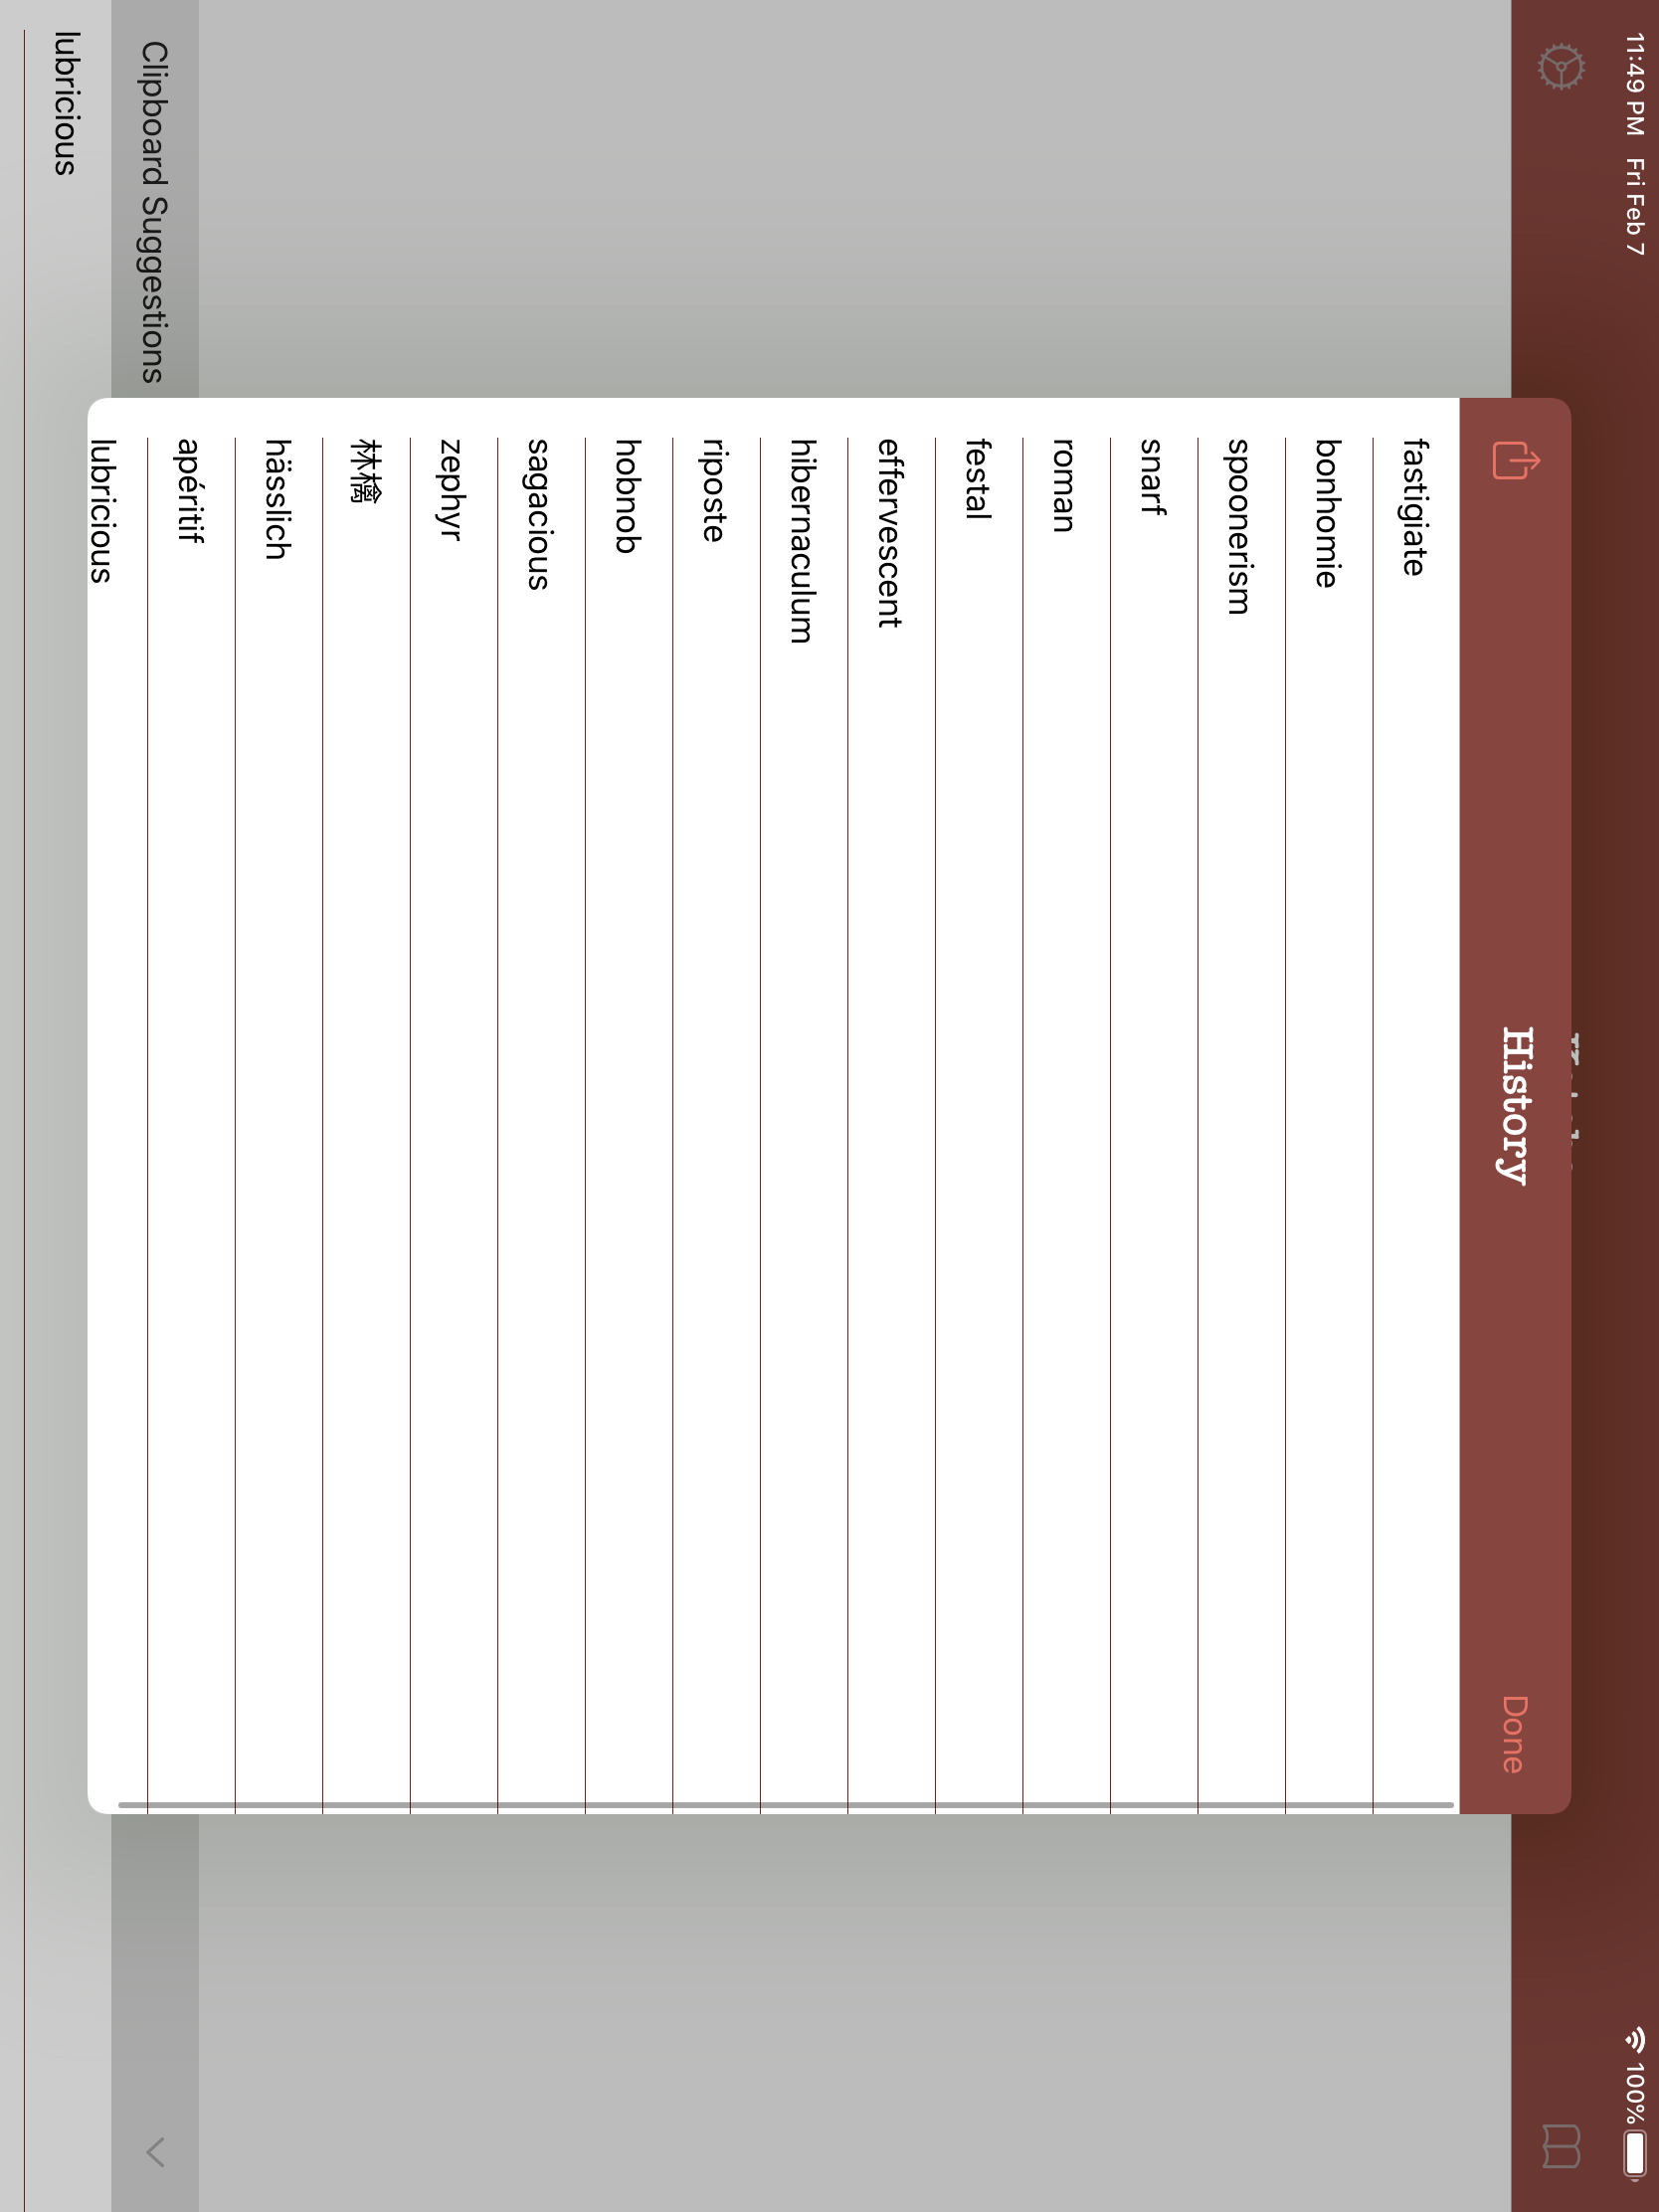 11:49 PM Fri Feb 7
100%
History
Done
fastigiate
bonhomie
spoonerism
snarf
roman
festal
effervescent
hibernaculum
riposte
hobnob
sagacious
zephyr
林檎
hässlich
apéritif
lubricious
Clipboard Suggestions
lubricious